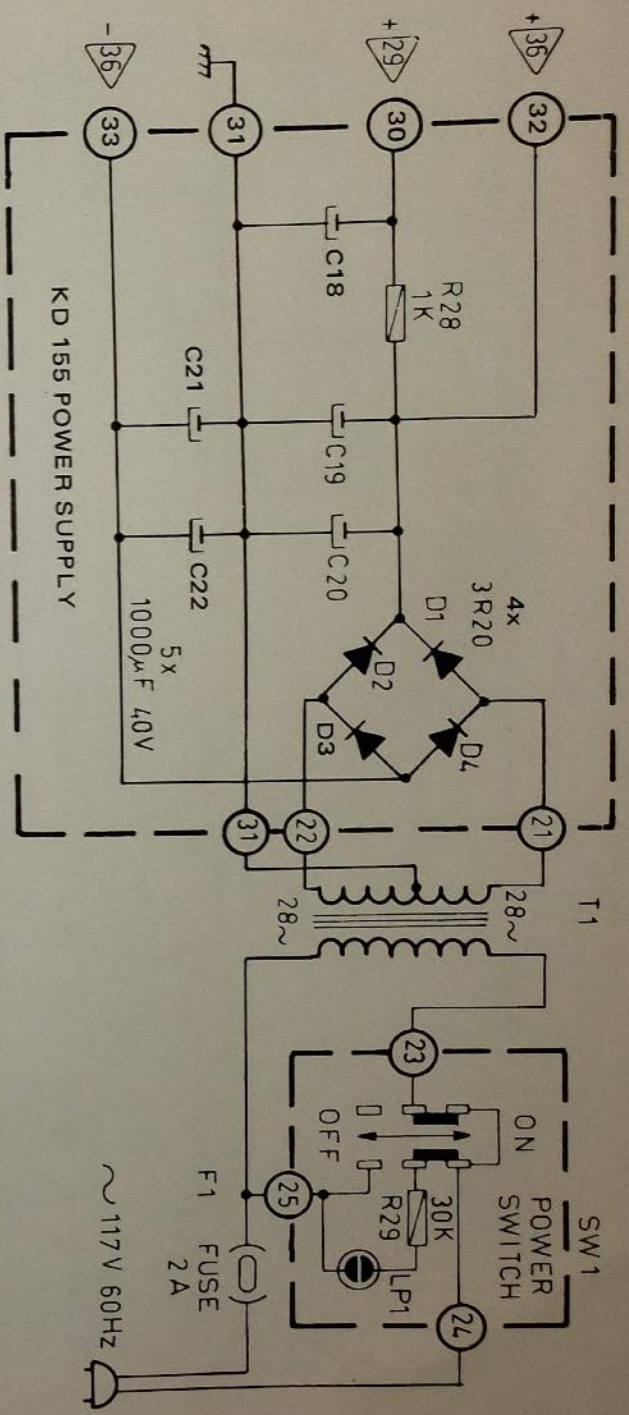 +36
32
+29
30
31
-36
33
R28
1K
C18
C19
C20
C21
C22
4x
3R20
D1
D2
D3
D4
5x
1000µF 40V
KD 155 POWER SUPPLY
21
22
31
T1
28~
28~
23
ON
OFF
SW1
POWER
SWITCH
30K
R29
LP1
24
25
F1 FUSE
2A
~ 117V 60Hz